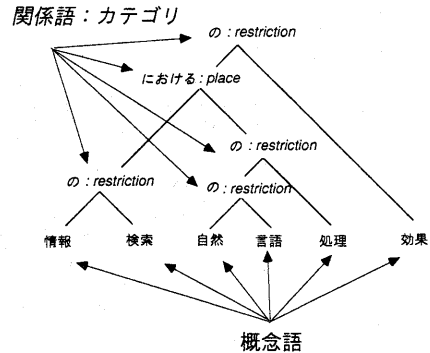 関係語：カテゴリ
の：restriction
における：place
の：restriction
の：restriction
の：restriction
情報 検索 自然 言語 処理 効果
概念語